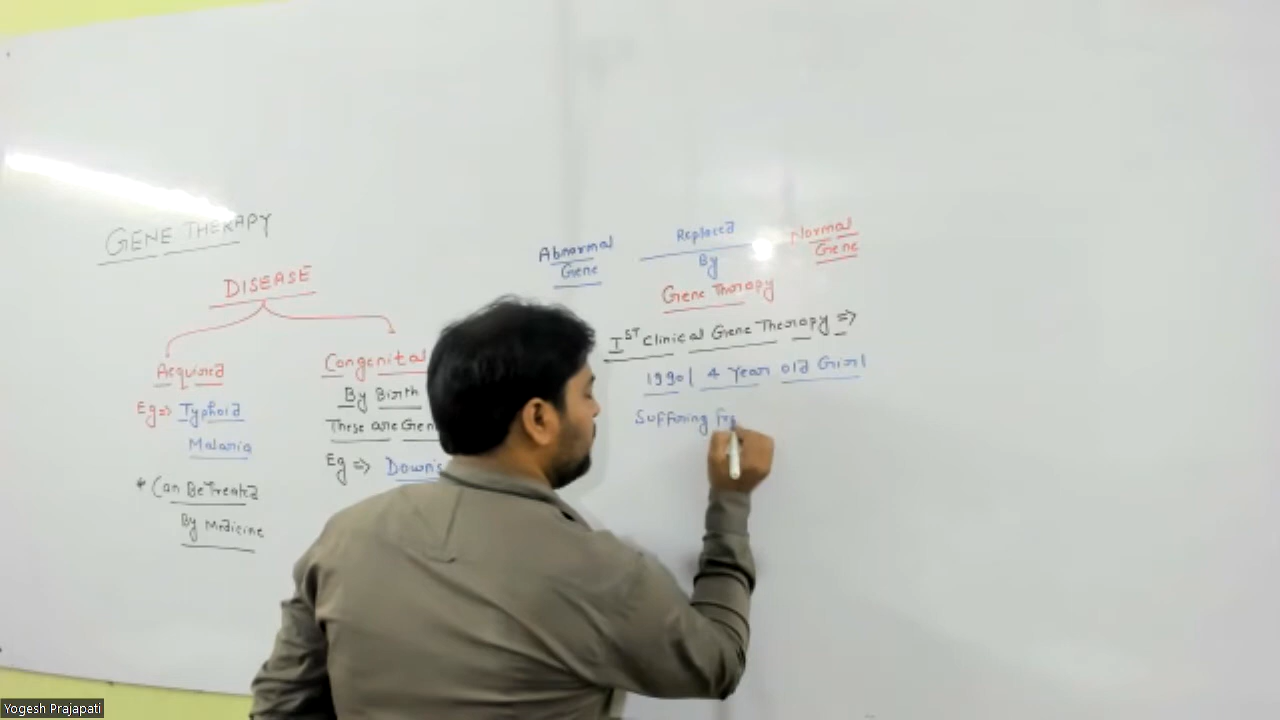 GENE THERAPY
DISEASE
Acquired
Eg=> Typhoid
Malaria
* Can Be Treated
By Medicine
Congenital
By Birth
These are Gen
Eg => Down's
Abnormal
Gene
Replaced
By
Gene Therapy
Normal
Gene
IST Clinical Gene Therapy =>
1990 | 4 Year old Girl
Suffering
Yogesh Prajapati